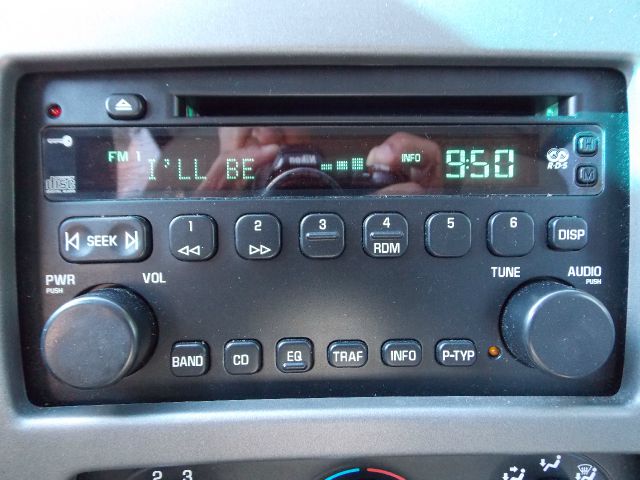 FM 1 I'LL BE INFO 9:50 R·D·S H
disc M
SEEK 1 2 3 4 RDM 5 6 DISP
PWR PUSH VOL TUNE AUDIO PUSH
BAND CD EQ TRAF INFO P-TYP
2 3